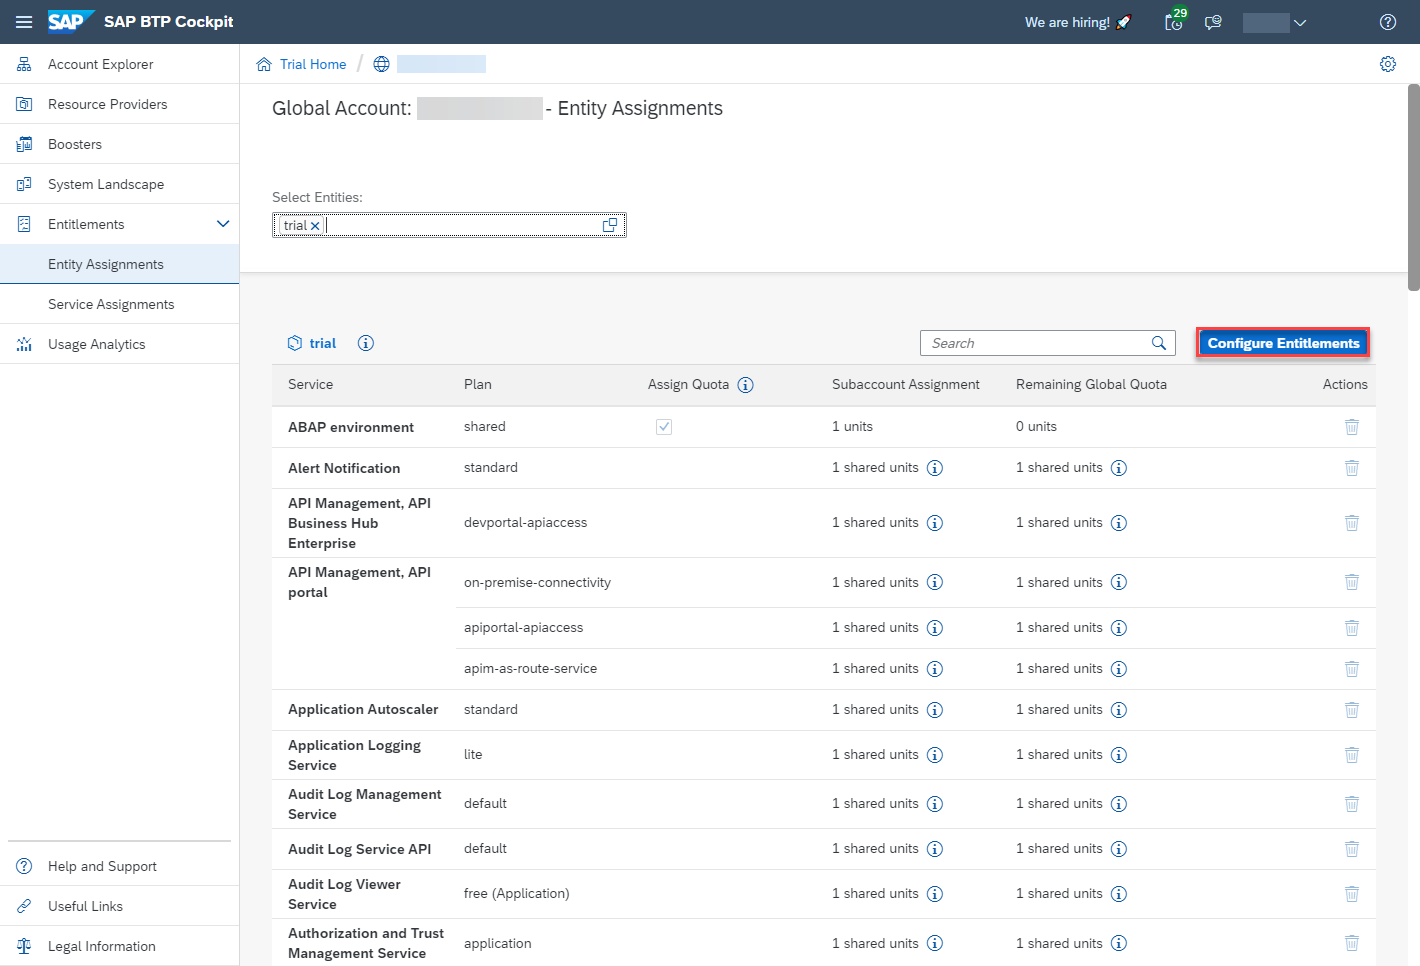 SAP SAP BTP Cockpit
We are hiring! 🚀
29
Account Explorer
Resource Providers
Boosters
System Landscape
Entitlements
Entity Assignments
Service Assignments
Usage Analytics
Help and Support
Useful Links
Legal Information
Trial Home /
Global Account: - Entity Assignments
Select Entities:
trial
trial
Search
Configure Entitlements
Service Plan Assign Quota Subaccount Assignment Remaining Global Quota Actions
ABAP environment shared 1 units 0 units
Alert Notification standard 1 shared units 1 shared units
API Management, API
Business Hub
Enterprise
devportal-apiaccess 1 shared units 1 shared units
API Management, API
portal
on-premise-connectivity 1 shared units 1 shared units
apiportal-apiaccess 1 shared units 1 shared units
apim-as-route-service 1 shared units 1 shared units
Application Autoscaler standard 1 shared units 1 shared units
Application Logging
Service
lite 1 shared units 1 shared units
Audit Log Management
Service
default 1 shared units 1 shared units
Audit Log Service API default 1 shared units 1 shared units
Audit Log Viewer
Service
free (Application) 1 shared units 1 shared units
Authorization and Trust
Management Service
application 1 shared units 1 shared units